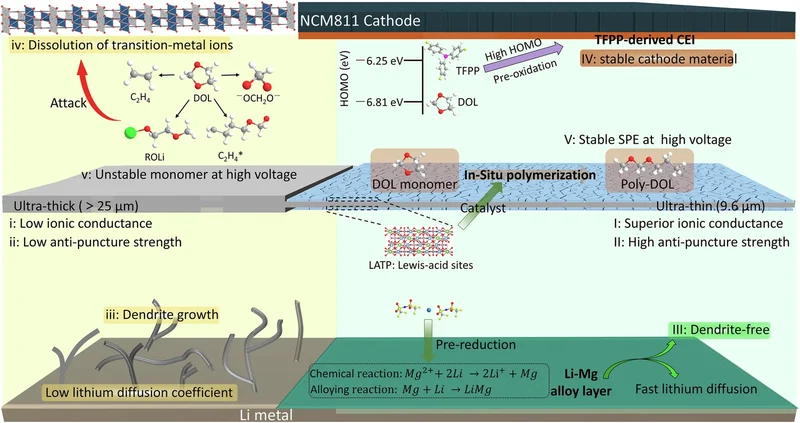 NCM811 Cathode
iv: Dissolution of transition-metal ions
Attack
C2H4
DOL
⁻OCH2O⁻
ROLi
C2H4*
v: Unstable monomer at high voltage
HOMO (eV)
−6.25 eV
TFPP
−6.81 eV
DOL
High HOMO
Pre-oxidation
TFPP-derived CEI
IV: stable cathode material
V: Stable SPE at high voltage
DOL monomer
In-Situ polymerization
Poly-DOL
Catalyst
Ultra-thick ( > 25 μm)
i: Low ionic conductance
ii: Low anti-puncture strength
Ultra-thin (9.6 μm)
I: Superior ionic conductance
II: High anti-puncture strength
LATP: Lewis-acid sites
iii: Dendrite growth
Low lithium diffusion coefficient
Li metal
Pre-reduction
Chemical reaction: Mg²⁺ + 2Li → 2Li⁺ + Mg
Alloying reaction: Mg + Li → LiMg
Li-Mg
alloy layer
III: Dendrite-free
Fast lithium diffusion